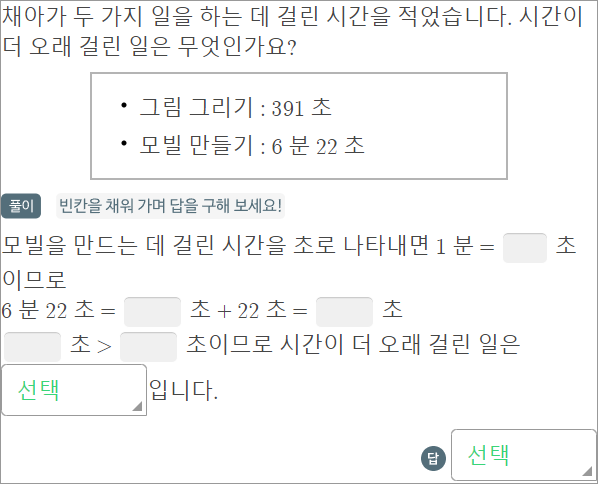 채아가 두 가지 일을 하는 데 걸린 시간을 적었습니다. 시간이
더 오래 걸린 일은 무엇인가요?
• 그림 그리기 : 391 초
• 모빌 만들기 : 6 분 22 초
풀이 빈칸을 채워 가며 답을 구해 보세요!
모빌을 만드는 데 걸린 시간을 초로 나타내면 1 분 = 초
이므로
6 분 22 초 = 초 + 22 초 = 초
초 > 초이므로 시간이 더 오래 걸린 일은
선택 입니다.
답 선택